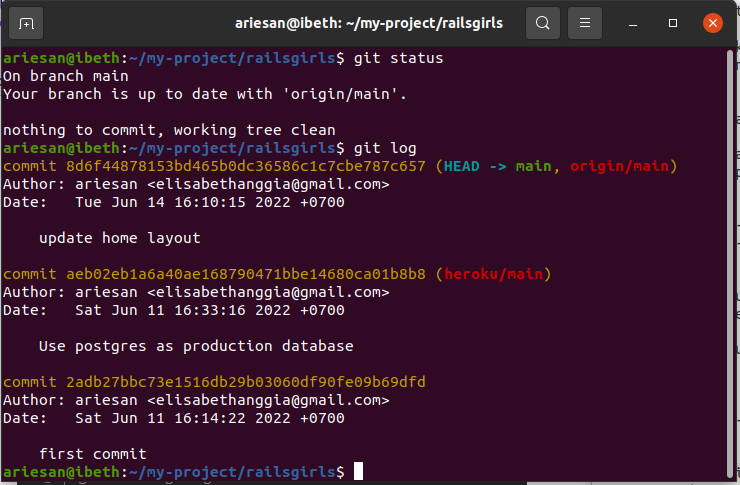 ariesan@ibeth: ~/my-project/railsgirls
ariesan@ibeth:~/my-project/railsgirls$ git status
On branch main
Your branch is up to date with 'origin/main'.
nothing to commit, working tree clean
ariesan@ibeth:~/my-project/railsgirls$ git log
commit 8d6f44878153bd465b0dc36586c1c7cbe787c657 (HEAD -> main, origin/main)
Author: ariesan <elisabethanggia@gmail.com>
Date:   Tue Jun 14 16:10:15 2022 +0700
    update home layout
commit aeb02eb1a6a40ae168790471bbe14680ca01b8b8 (heroku/main)
Author: ariesan <elisabethanggia@gmail.com>
Date:   Sat Jun 11 16:33:16 2022 +0700
    Use postgres as production database
commit 2adb27bbc73e1516db29b03060df90fe09b69dfd
Author: ariesan <elisabethanggia@gmail.com>
Date:   Sat Jun 11 16:14:22 2022 +0700
    first commit
ariesan@ibeth:~/my-project/railsgirls$